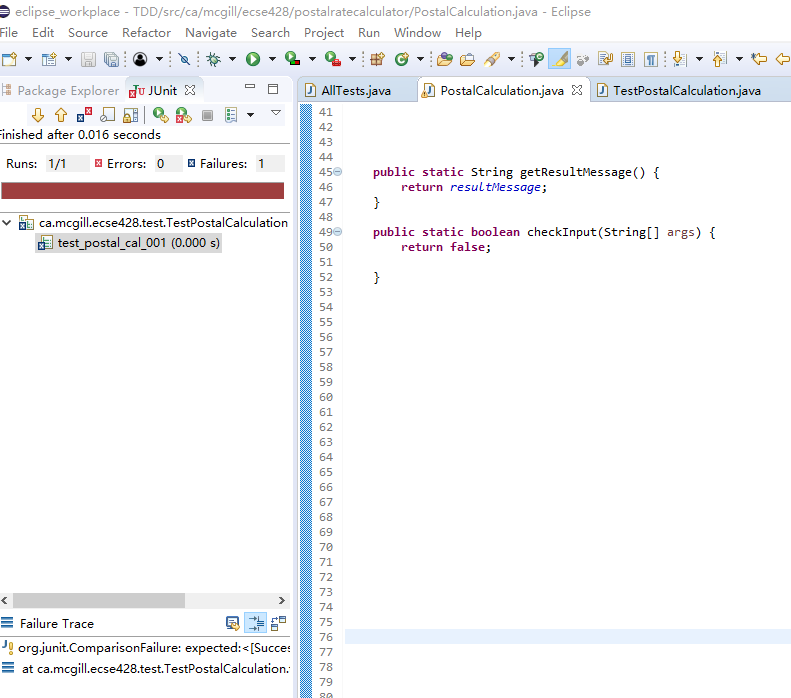 eclipse_workplace - TDD/src/ca/mcgill/ecse428/postalratecalculator/PostalCalculation.java - Eclipse
File Edit Source Refactor Navigate Search Project Run Window Help
Package Explorer JUnit
Finished after 0.016 seconds
Runs: 1/1 Errors: 0 Failures: 1
ca.mcgill.ecse428.test.TestPostalCalculation
test_postal_cal_001 (0.000 s)
Failure Trace
org.junit.ComparisonFailure: expected:<[Succes
at ca.mcgill.ecse428.test.TestPostalCalculation.
AllTests.java PostalCalculation.java TestPostalCalculation.java
41
42
43
44
45 public static String getResultMessage() {
46 return resultMessage;
47 }
48
49 public static boolean checkInput(String[] args) {
50 return false;
51
52 }
53
54
55
56
57
58
59
60
61
62
63
64
65
66
67
68
69
70
71
72
73
74
75
76
77
78
79
80